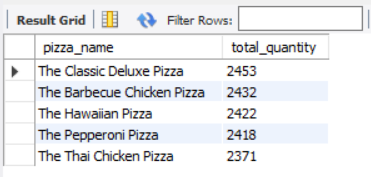 Result Grid Filter Rows:
pizza_name total_quantity
The Classic Deluxe Pizza 2453
The Barbecue Chicken Pizza 2432
The Hawaiian Pizza 2422
The Pepperoni Pizza 2418
The Thai Chicken Pizza 2371